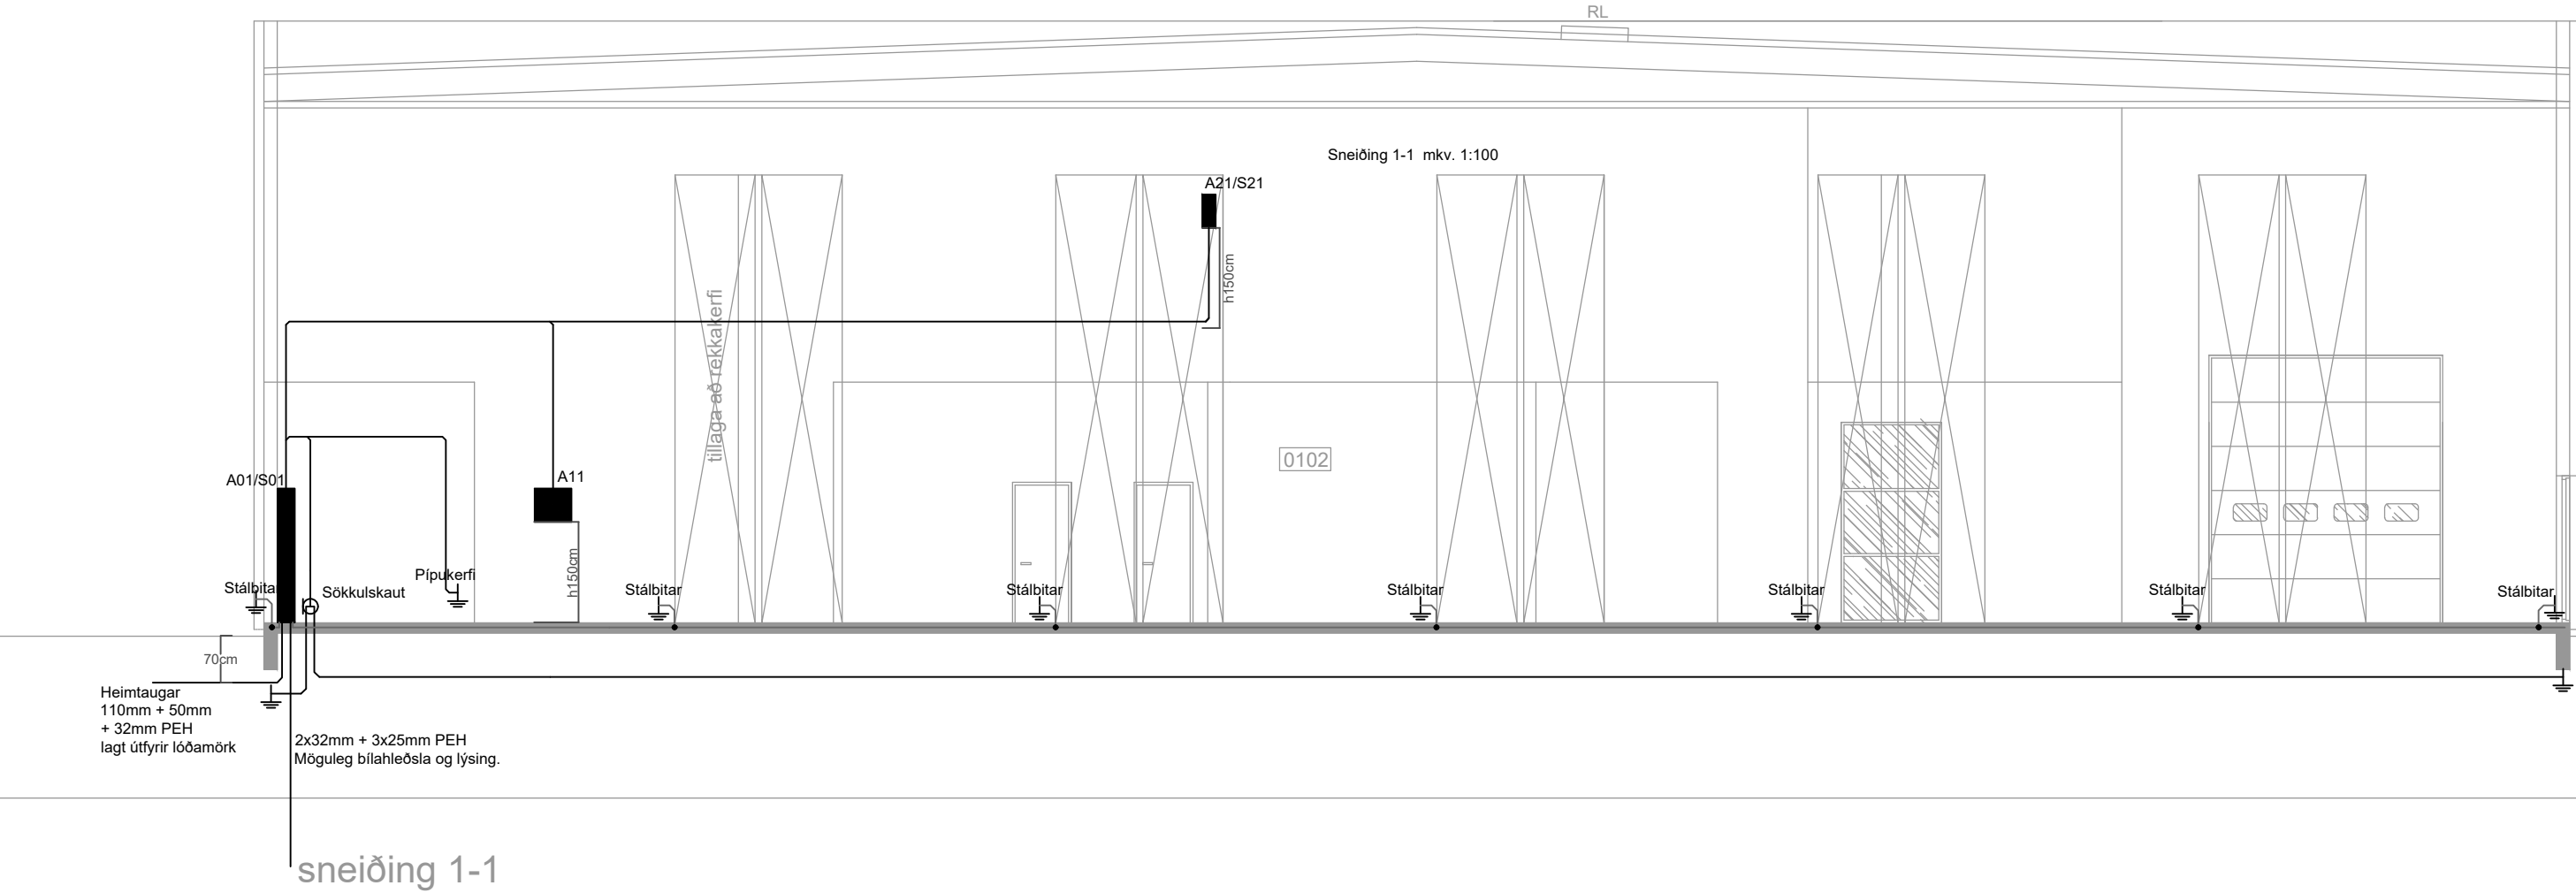 RL
Sneiðing 1-1 mkv. 1:100
A21/S21
h150cm
tillaga að rekkakerfi
0102
A01/S01
A11
h150cm
Stálbitar
Sökkulskaut
Pípukerfi
Stálbitar
Stálbitar
Stálbitar
Stálbitar
Stálbitar
Stálbitar
70cm
Heimtaugar
110mm + 50mm
+ 32mm PEH
lagt útfyrir lóðamörk
2x32mm + 3x25mm PEH
Möguleg bílahleðsla og lýsing.
sneiðing 1-1